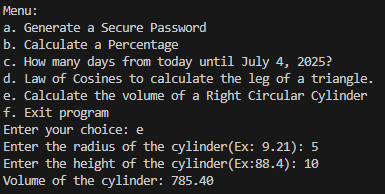 Menu:
a. Generate a Secure Password
b. Calculate a Percentage
c. How many days from today until July 4, 2025?
d. Law of Cosines to calculate the leg of a triangle.
e. Calculate the volume of a Right Circular Cylinder
f. Exit program
Enter your choice: e
Enter the radius of the cylinder(Ex: 9.21): 5
Enter the height of the cylinder(Ex:88.4): 10
Volume of the cylinder: 785.40